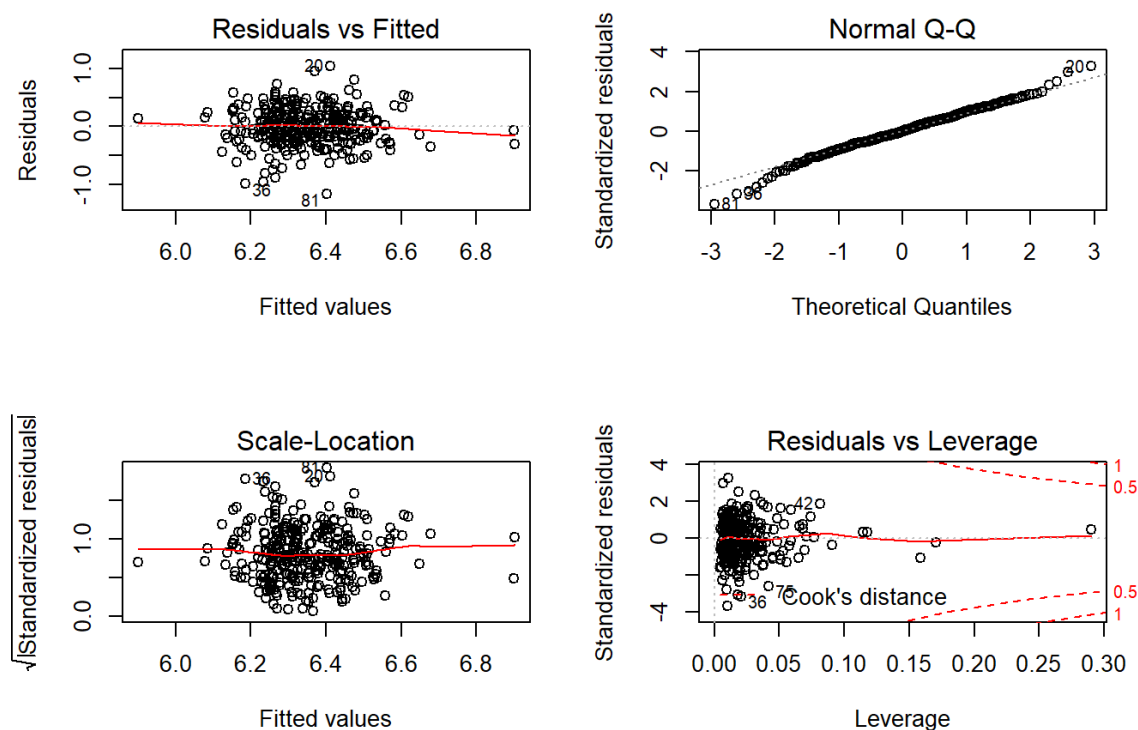 Residuals vs Fitted
Residuals
1.0
0.0
-1.0
20
36
81
6.0 6.2 6.4 6.6 6.8
Fitted values
Normal Q-Q
Standardized residuals
4
2
0
-2
20
36
81
-3 -2 -1 0 1 2 3
Theoretical Quantiles
Scale-Location
√|Standardized residuals|
1.0
0.0
81
36
20
6.0 6.2 6.4 6.6 6.8
Fitted values
Residuals vs Leverage
Standardized residuals
4
2
0
-2
-4
1
0.5
42
75
36
Cook's distance
0.5
1
0.00 0.05 0.10 0.15 0.20 0.25 0.30
Leverage